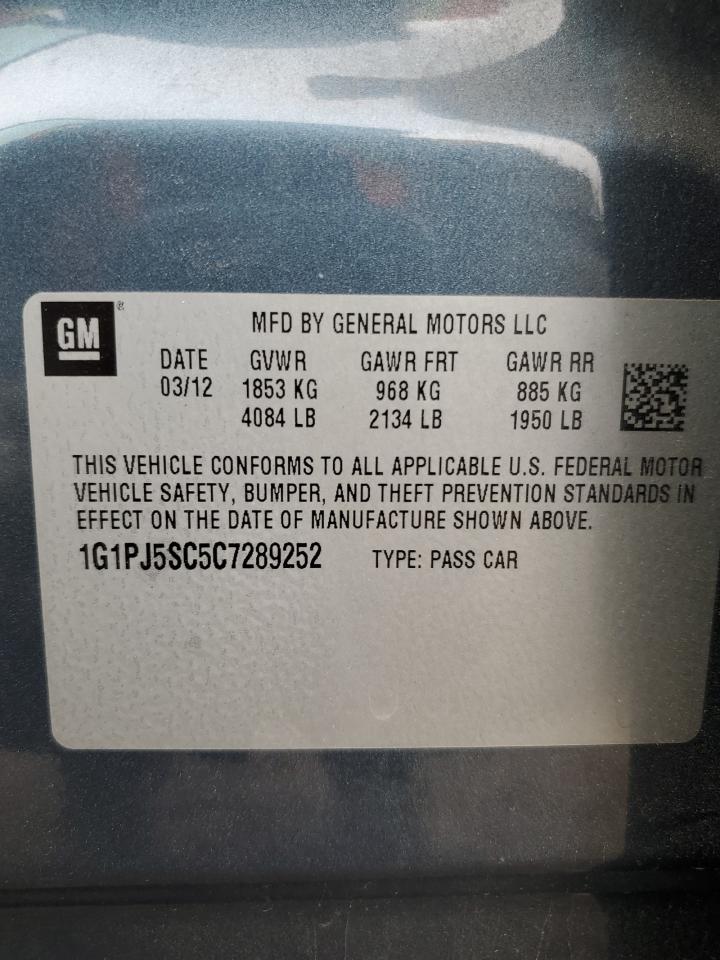 GM ®
MFD BY GENERAL MOTORS LLC
DATE GVWR GAWR FRT GAWR RR
03/12 1853 KG 968 KG 885 KG
4084 LB 2134 LB 1950 LB
THIS VEHICLE CONFORMS TO ALL APPLICABLE U.S. FEDERAL MOTOR
VEHICLE SAFETY, BUMPER, AND THEFT PREVENTION STANDARDS IN
EFFECT ON THE DATE OF MANUFACTURE SHOWN ABOVE.
1G1PJ5SC5C7289252 TYPE: PASS CAR